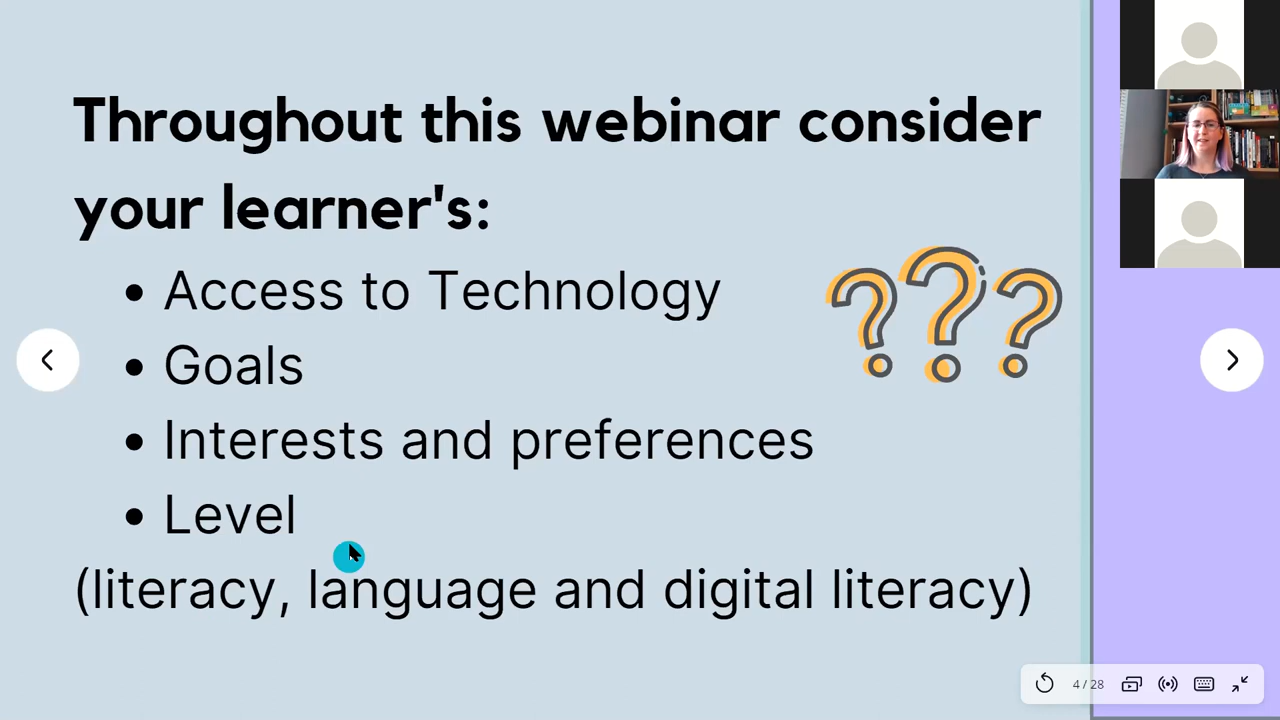 Throughout this webinar consider
your learner's:
• Access to Technology
• Goals
• Interests and preferences
• Level
(literacy, language and digital literacy)
???
4 / 28